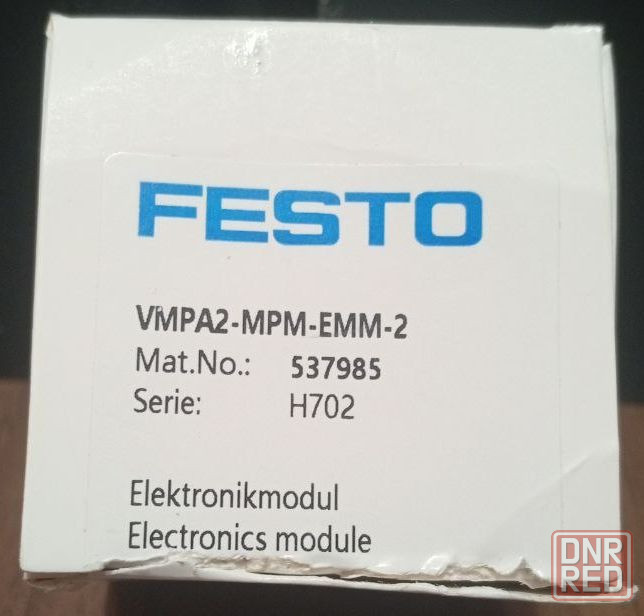 FESTO
VMPA2-MPM-EMM-2
Mat.No.: 537985
Serie: H702
Elektronikmodul
Electronics module
DNR
RED